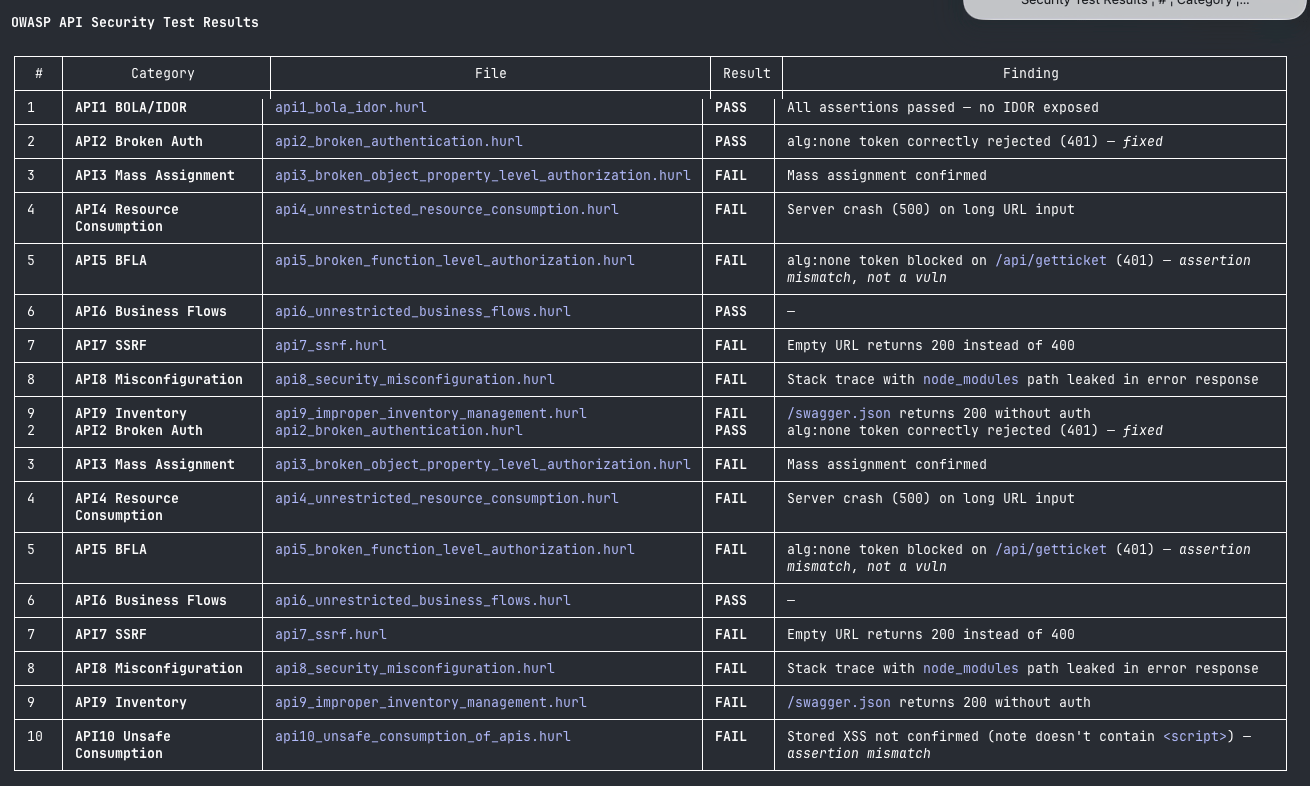 Security Test Results ¦ # ¦ Category ¦…
OWASP API Security Test Results
# Category File Result Finding
1 API1 BOLA/IDOR api1_bola_idor.hurl PASS All assertions passed — no IDOR exposed
2 API2 Broken Auth api2_broken_authentication.hurl PASS alg:none token correctly rejected (401) — fixed
3 API3 Mass Assignment api3_broken_object_property_level_authorization.hurl FAIL Mass assignment confirmed
4 API4 Resource api4_unrestricted_resource_consumption.hurl FAIL Server crash (500) on long URL input
Consumption
5 API5 BFLA api5_broken_function_level_authorization.hurl FAIL alg:none token blocked on /api/getticket (401) — assertion
mismatch, not a vuln
6 API6 Business Flows api6_unrestricted_business_flows.hurl PASS —
7 API7 SSRF api7_ssrf.hurl FAIL Empty URL returns 200 instead of 400
8 API8 Misconfiguration api8_security_misconfiguration.hurl FAIL Stack trace with node_modules path leaked in error response
9 API9 Inventory api9_improper_inventory_management.hurl FAIL /swagger.json returns 200 without auth
2 API2 Broken Auth api2_broken_authentication.hurl PASS alg:none token correctly rejected (401) — fixed
3 API3 Mass Assignment api3_broken_object_property_level_authorization.hurl FAIL Mass assignment confirmed
4 API4 Resource api4_unrestricted_resource_consumption.hurl FAIL Server crash (500) on long URL input
Consumption
5 API5 BFLA api5_broken_function_level_authorization.hurl FAIL alg:none token blocked on /api/getticket (401) — assertion
mismatch, not a vuln
6 API6 Business Flows api6_unrestricted_business_flows.hurl PASS —
7 API7 SSRF api7_ssrf.hurl FAIL Empty URL returns 200 instead of 400
8 API8 Misconfiguration api8_security_misconfiguration.hurl FAIL Stack trace with node_modules path leaked in error response
9 API9 Inventory api9_improper_inventory_management.hurl FAIL /swagger.json returns 200 without auth
10 API10 Unsafe api10_unsafe_consumption_of_apis.hurl FAIL Stored XSS not confirmed (note doesn't contain <script>) —
Consumption assertion mismatch